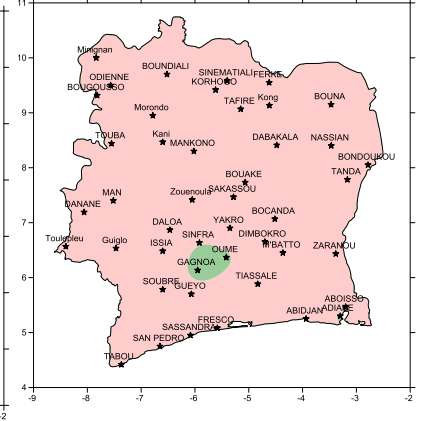 11
10
9
8
7
6
5
4
-9
-8
-7
-6
-5
-4
-3
-2
-2
Minignan
BOUNDIALI
ODIENNE
SINEMATIALI
FERKE
KORHOGO
BOUGOUSSO
TAFIRE
Kong
BOUNA
Morondo
TOUBA
Kani
MANKONO
DABAKALA
NASSIAN
BONDOUKOU
TANDA
BOUAKE
MAN
Zouenoula
SAKASSOU
DANANE
BOCANDA
DALOA
YAKRO
SINFRA
DIMBOKRO
Toulepleu
Guiglo
ISSIA
M'BATTO
ZARANOU
OUME
GAGNOA
SOUBRE
GUEYO
TIASSALE
ABOISSO
ABIDJAN
ADIAKE
FRESCO
SASSANDRA
SAN PEDRO
TABOU